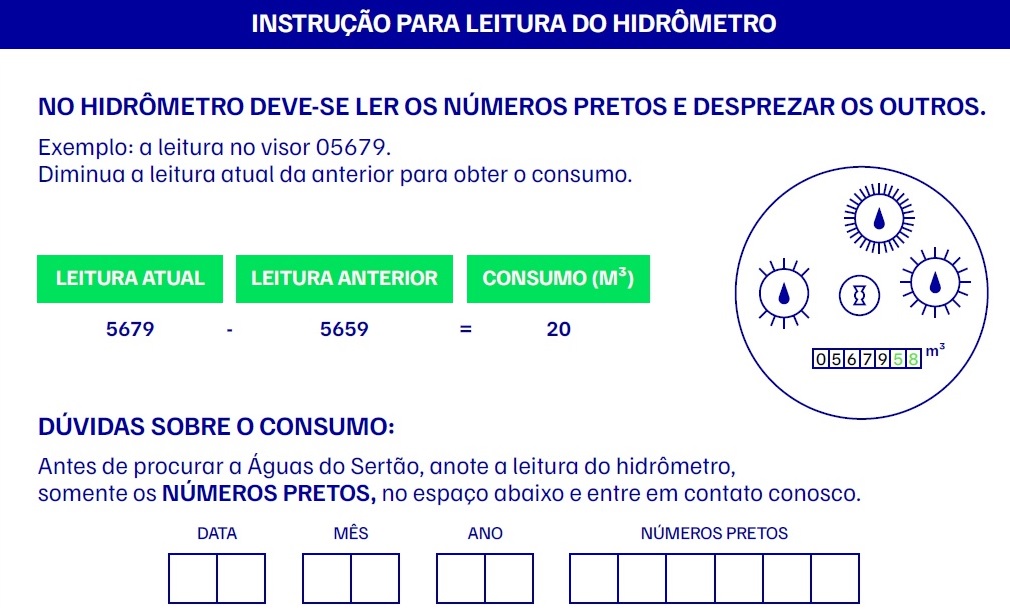 INSTRUÇÃO PARA LEITURA DO HIDRÔMETRO
NO HIDRÔMETRO DEVE-SE LER OS NÚMEROS PRETOS E DESPREZAR OS OUTROS.
Exemplo: a leitura no visor 05679.
Diminua a leitura atual da anterior para obter o consumo.
LEITURA ATUAL LEITURA ANTERIOR CONSUMO (M³)
5679 - 5659 = 20
0567958 m³
DÚVIDAS SOBRE O CONSUMO:
Antes de procurar a Águas do Sertão, anote a leitura do hidrômetro,
somente os NÚMEROS PRETOS, no espaço abaixo e entre em contato conosco.
DATA MÊS ANO NÚMEROS PRETOS